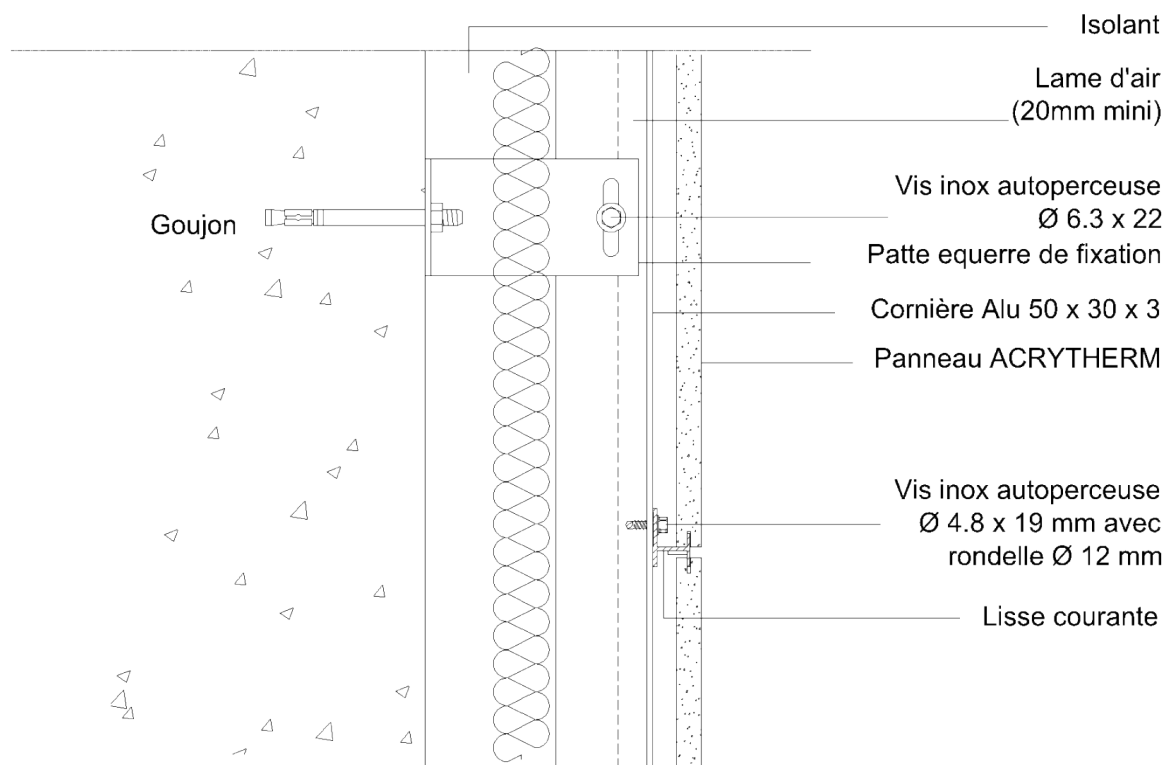 Isolant
Lame d'air
(20mm mini)
Vis inox autoperceuse
Ø 6.3 x 22
Goujon
Patte equerre de fixation
Cornière Alu 50 x 30 x 3
Panneau ACRYTHERM
Vis inox autoperceuse
Ø 4.8 x 19 mm avec
rondelle Ø 12 mm
Lisse courante